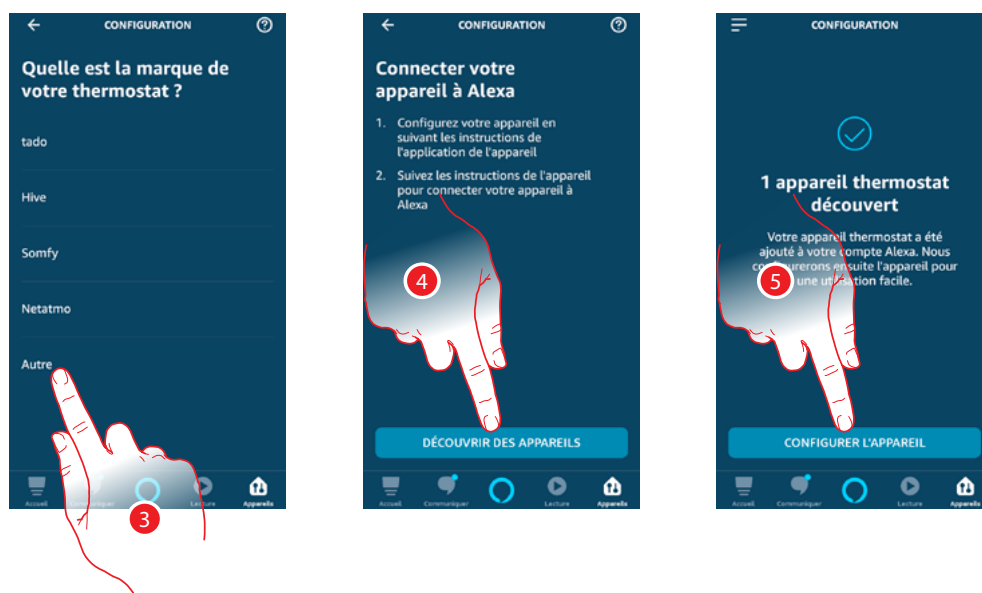 CONFIGURATION
Quelle est la marque de
votre thermostat ?
tado
Hive
Somfy
Netatmo
Autre
Accueil
Lecture
Appareils
3
CONFIGURATION
Connecter votre
appareil à Alexa
1. Configurez votre appareil en
suivant les instructions de
l'application de l'appareil
2. Suivez les instructions de l'appareil
pour connecter votre appareil à
Alexa
4
DÉCOUVRIR DES APPAREILS
Accueil
Communiquer
Lecture
Appareils
CONFIGURATION
1 appareil thermostat
découvert
Votre appareil thermostat a été
ajouté à votre compte Alexa. Nous
configurerons ensuite l'appareil pour
une utilisation facile.
5
CONFIGURER L'APPAREIL
Accueil
Communiquer
Lecture
Appareils